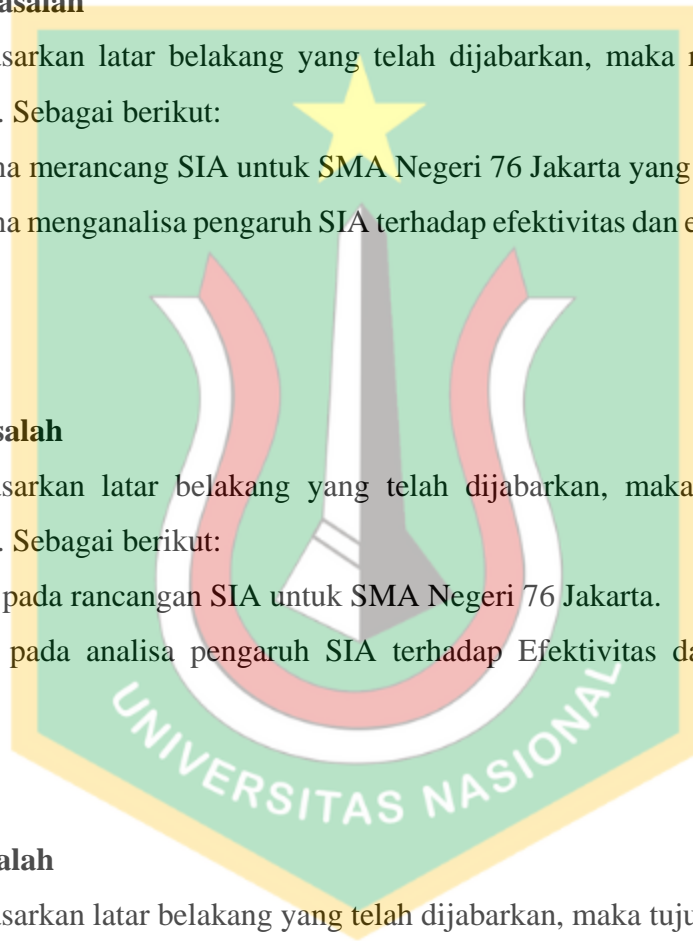 asalah
sarkan latar belakang yang telah dijabarkan, maka
. Sebagai berikut:
na merancang SIA untuk SMA Negeri 76 Jakarta yang
na menganalisa pengaruh SIA terhadap efektivitas dan e
salah
sarkan latar belakang yang telah dijabarkan, maka
. Sebagai berikut:
pada rancangan SIA untuk SMA Negeri 76 Jakarta.
pada analisa pengaruh SIA terhadap Efektivitas da
UNIVERSITAS NASIONAL
alah
sarkan latar belakang yang telah dijabarkan, maka tuju